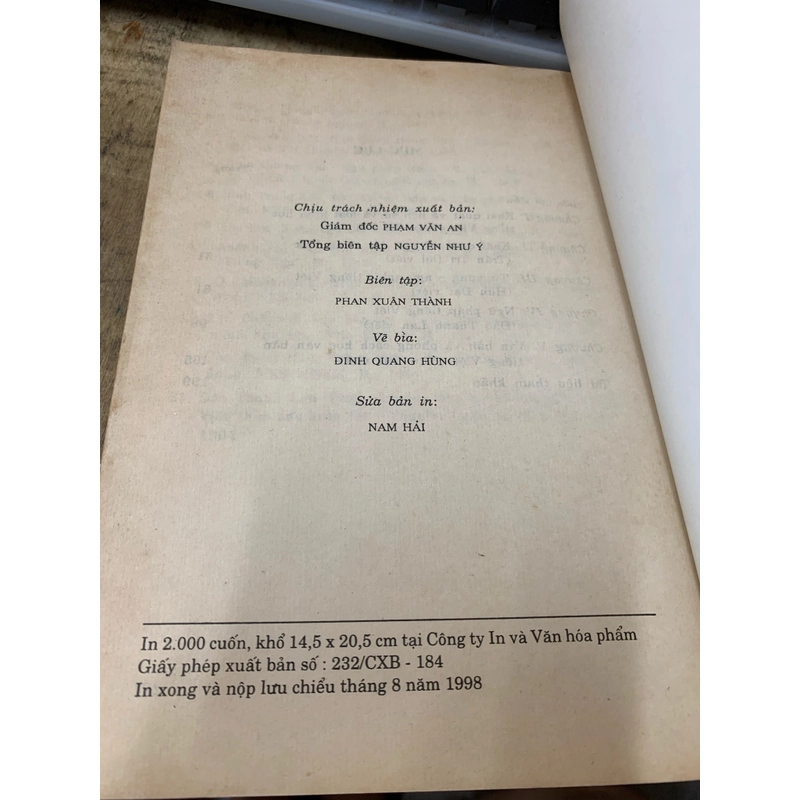 Chịu trách nhiệm xuất bản:
Giám đốc PHẠM VĂN AN
Tổng biên tập NGUYỄN NHƯ Ý
Biên tập:
PHAN XUÂN THÀNH
Vẽ bìa:
ĐINH QUANG HÙNG
Sửa bản in:
NAM HẢI
In 2.000 cuốn, khổ 14,5 x 20,5 cm tại Công ty In và Văn hóa phẩm
Giấy phép xuất bản số : 232/CXB - 184
In xong và nộp lưu chiểu tháng 8 năm 1998